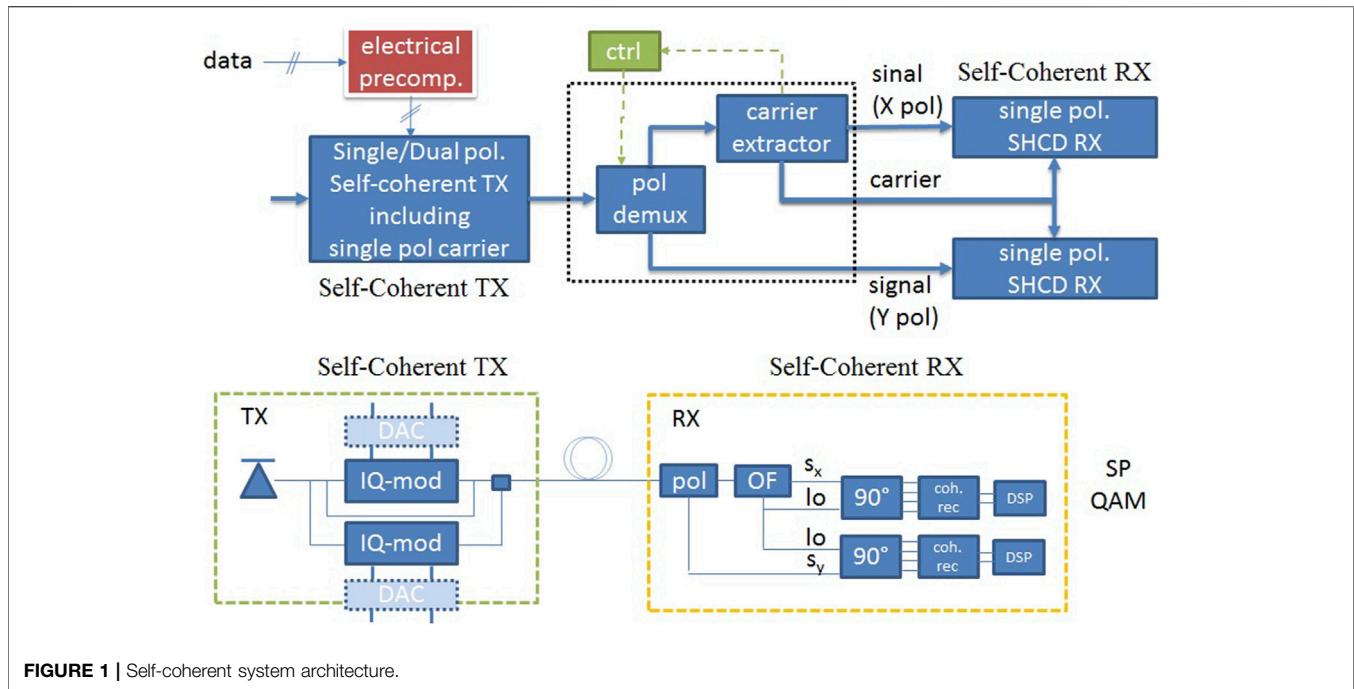 data
electrical
precomp.
Single/Dual pol.
Self-coherent TX
including
single pol carrier
Self-Coherent TX
ctrl
pol
demux
carrier
extractor
sinal
(X pol)
carrier
signal
(Y pol)
Self-Coherent RX
single pol.
SHCD RX
single pol.
SHCD RX
Self-Coherent TX
TX
DAC
IQ-mod
IQ-mod
DAC
Self-Coherent RX
RX
pol
OF
sx
lo
lo
sy
90°
coh.
rec
DSP
90°
coh.
rec
DSP
SP
QAM
FIGURE 1 | Self-coherent system architecture.